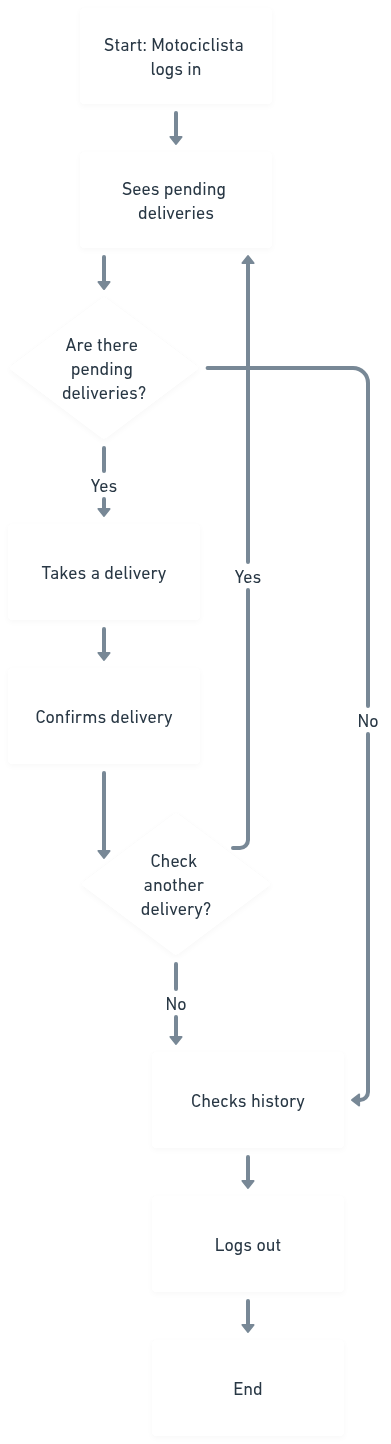 Start: Motociclista
logs in
Sees pending
deliveries
Are there
pending
deliveries?
Yes
Takes a delivery
Yes
Confirms delivery
No
Check
another
delivery?
No
Checks history
Logs out
End